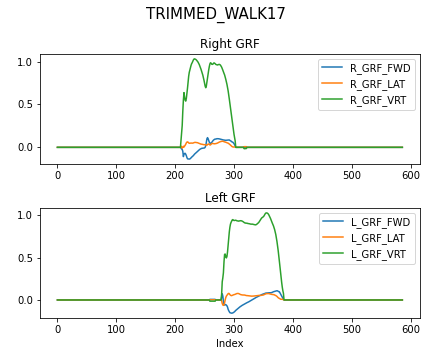 TRIMMED_WALK17
Right GRF
1.0
0.5
0.0
R_GRF_FWD
R_GRF_LAT
R_GRF_VRT
0 100 200 300 400 500 600
Left GRF
1.0
0.5
0.0
L_GRF_FWD
L_GRF_LAT
L_GRF_VRT
0 100 200 300 400 500 600
Index